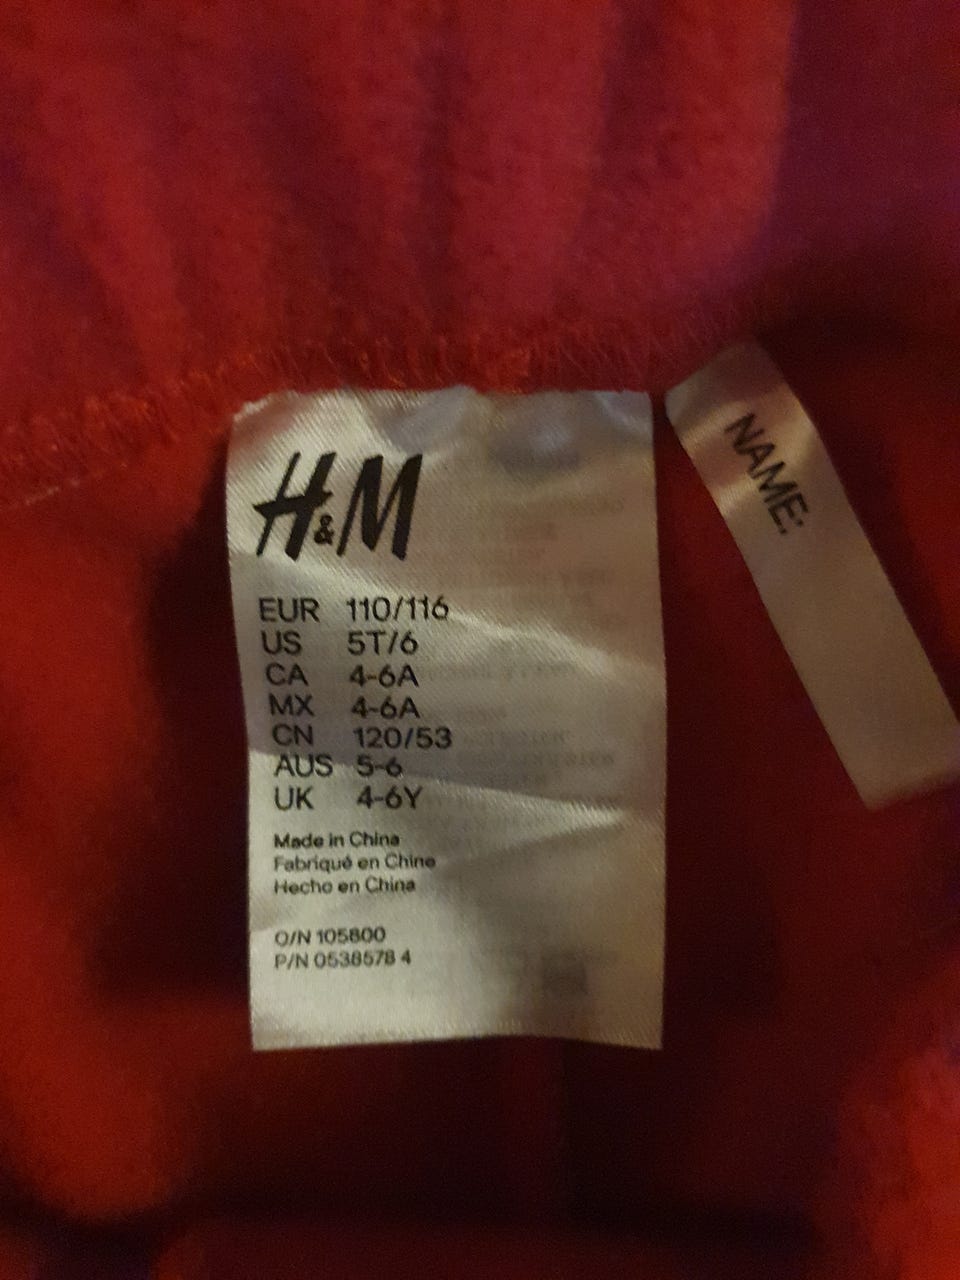 H&M
EUR 110/116
US 5T/6
CA 4-6A
MX 4-6A
CN 120/53
AUS 5-6
UK 4-6Y
Made in China
Fabriqué en Chine
Hecho en China
O/N 105800
P/N 0538578 4
NAME: